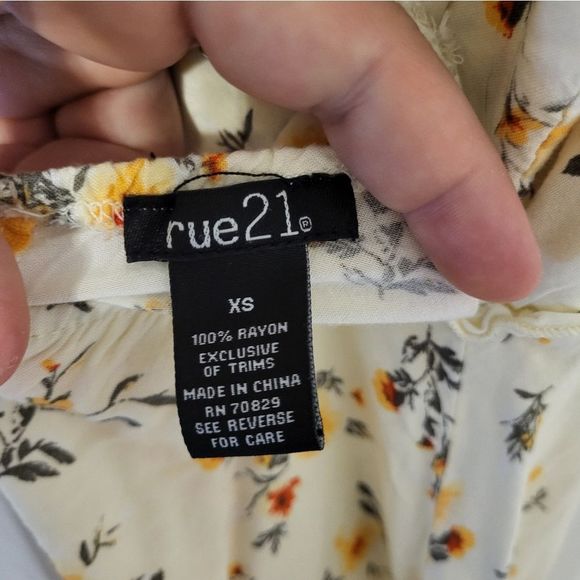 rue21®
XS
100% RAYON
EXCLUSIVE
OF TRIMS
MADE IN CHINA
RN 70829
SEE REVERSE
FOR CARE